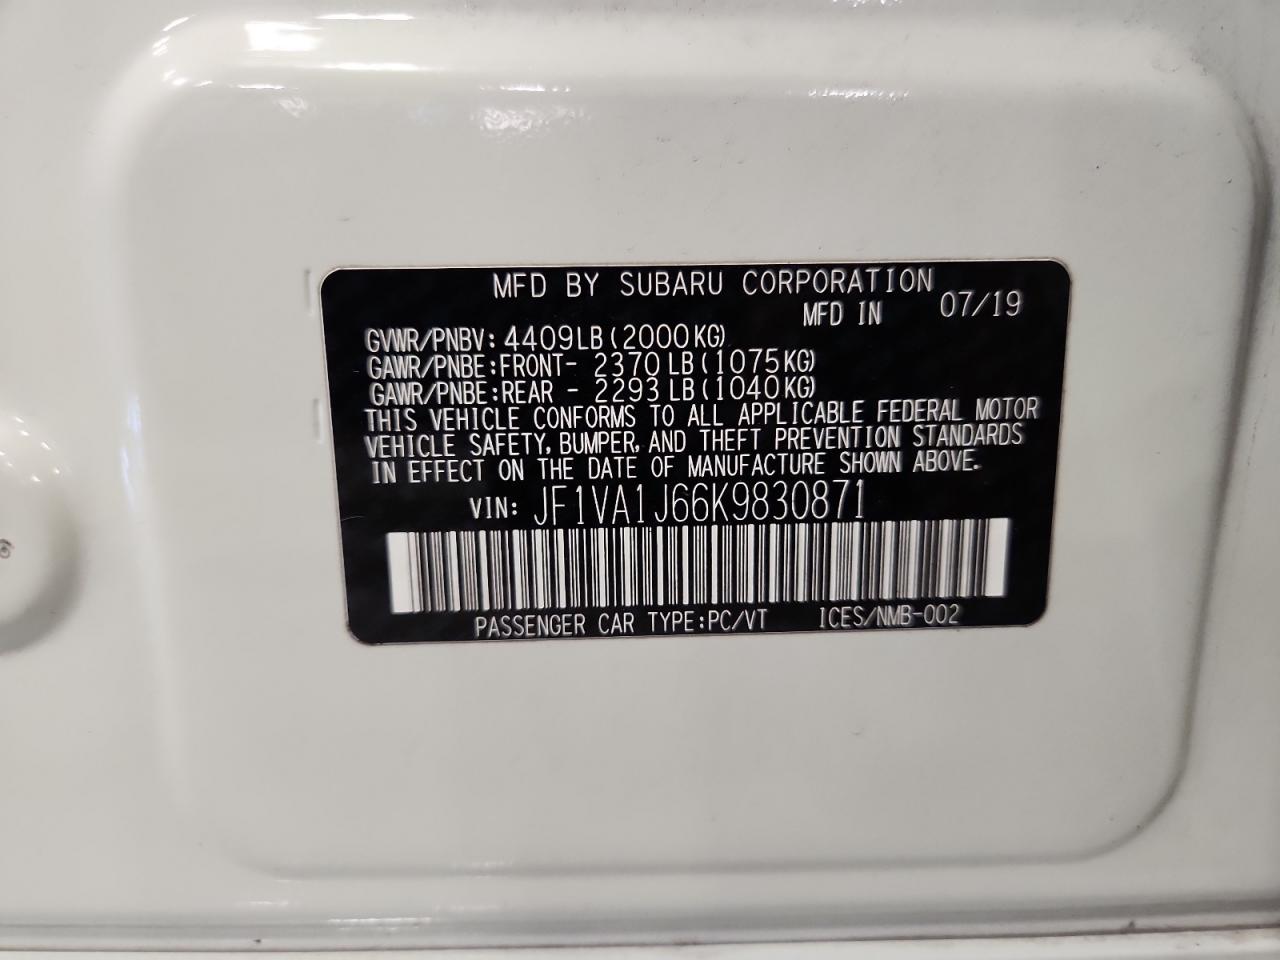 MFD BY SUBARU CORPORATION
MFD IN 07/19
GVWR/PNBV: 4409LB(2000KG)
GAWR/PNBE:FRONT- 2370LB(1075KG)
GAWR/PNBE:REAR - 2293LB(1040KG)
THIS VEHICLE CONFORMS TO ALL APPLICABLE FEDERAL MOTOR
VEHICLE SAFETY, BUMPER, AND THEFT PREVENTION STANDARDS
IN EFFECT ON THE DATE OF MANUFACTURE SHOWN ABOVE.
VIN: JF1VA1J66K9830871
PASSENGER CAR TYPE:PC/VT ICES/NMB-002